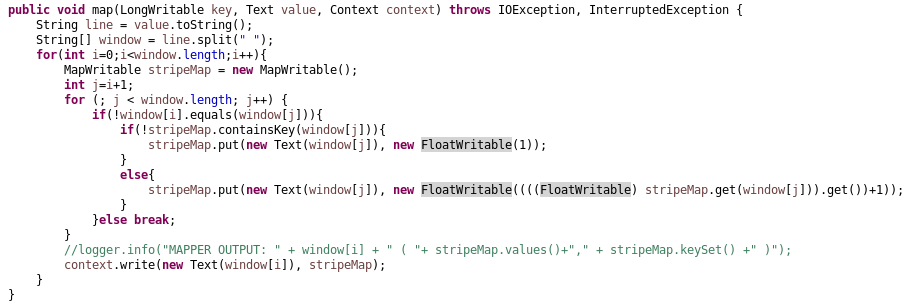 public void map(LongWritable key, Text value, Context context) throws IOException, InterruptedException {
    String line = value.toString();
    String[] window = line.split(" ");
    for(int i=0;i<window.length;i++){
        MapWritable stripeMap = new MapWritable();
        int j=i+1;
        for (; j < window.length; j++) {
            if(!window[i].equals(window[j])){
                if(!stripeMap.containsKey(window[j])){
                    stripeMap.put(new Text(window[j]), new FloatWritable(1));
                }
                else{
                    stripeMap.put(new Text(window[j]), new FloatWritable((((FloatWritable) stripeMap.get(window[j])).get())+1));
                }
            }else break;
        }
        //logger.info("MAPPER OUTPUT: " + window[i] + " ( "+ stripeMap.values()+"," + stripeMap.keySet() +" )");
        context.write(new Text(window[i]), stripeMap);
    }
}